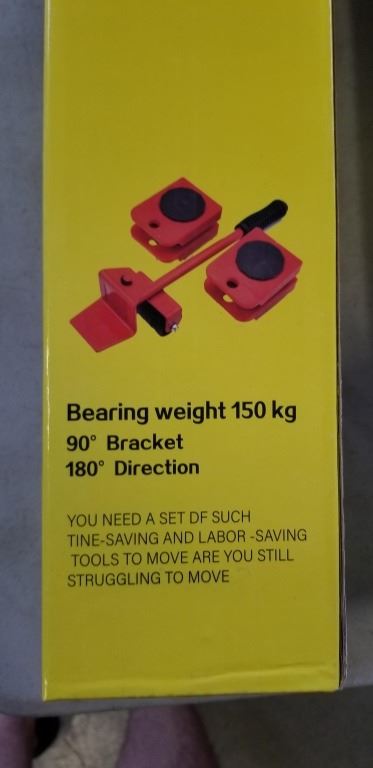 Bearing weight 150 kg
90° Bracket
180° Direction
YOU NEED A SET DF SUCH
TINE-SAVING AND LABOR -SAVING
TOOLS TO MOVE ARE YOU STILL
STRUGGLING TO MOVE